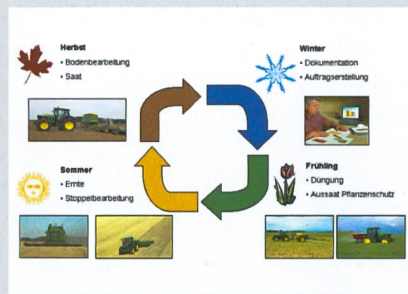 Herbst
• Bodenbearbeitung
• Saat
Winter
• Dokumentation
• Auftragserstellung
Sommer
• Ernte
• Stoppelbearbeitung
Frühling
• Düngung
• Aussaat Pflanzenschutz